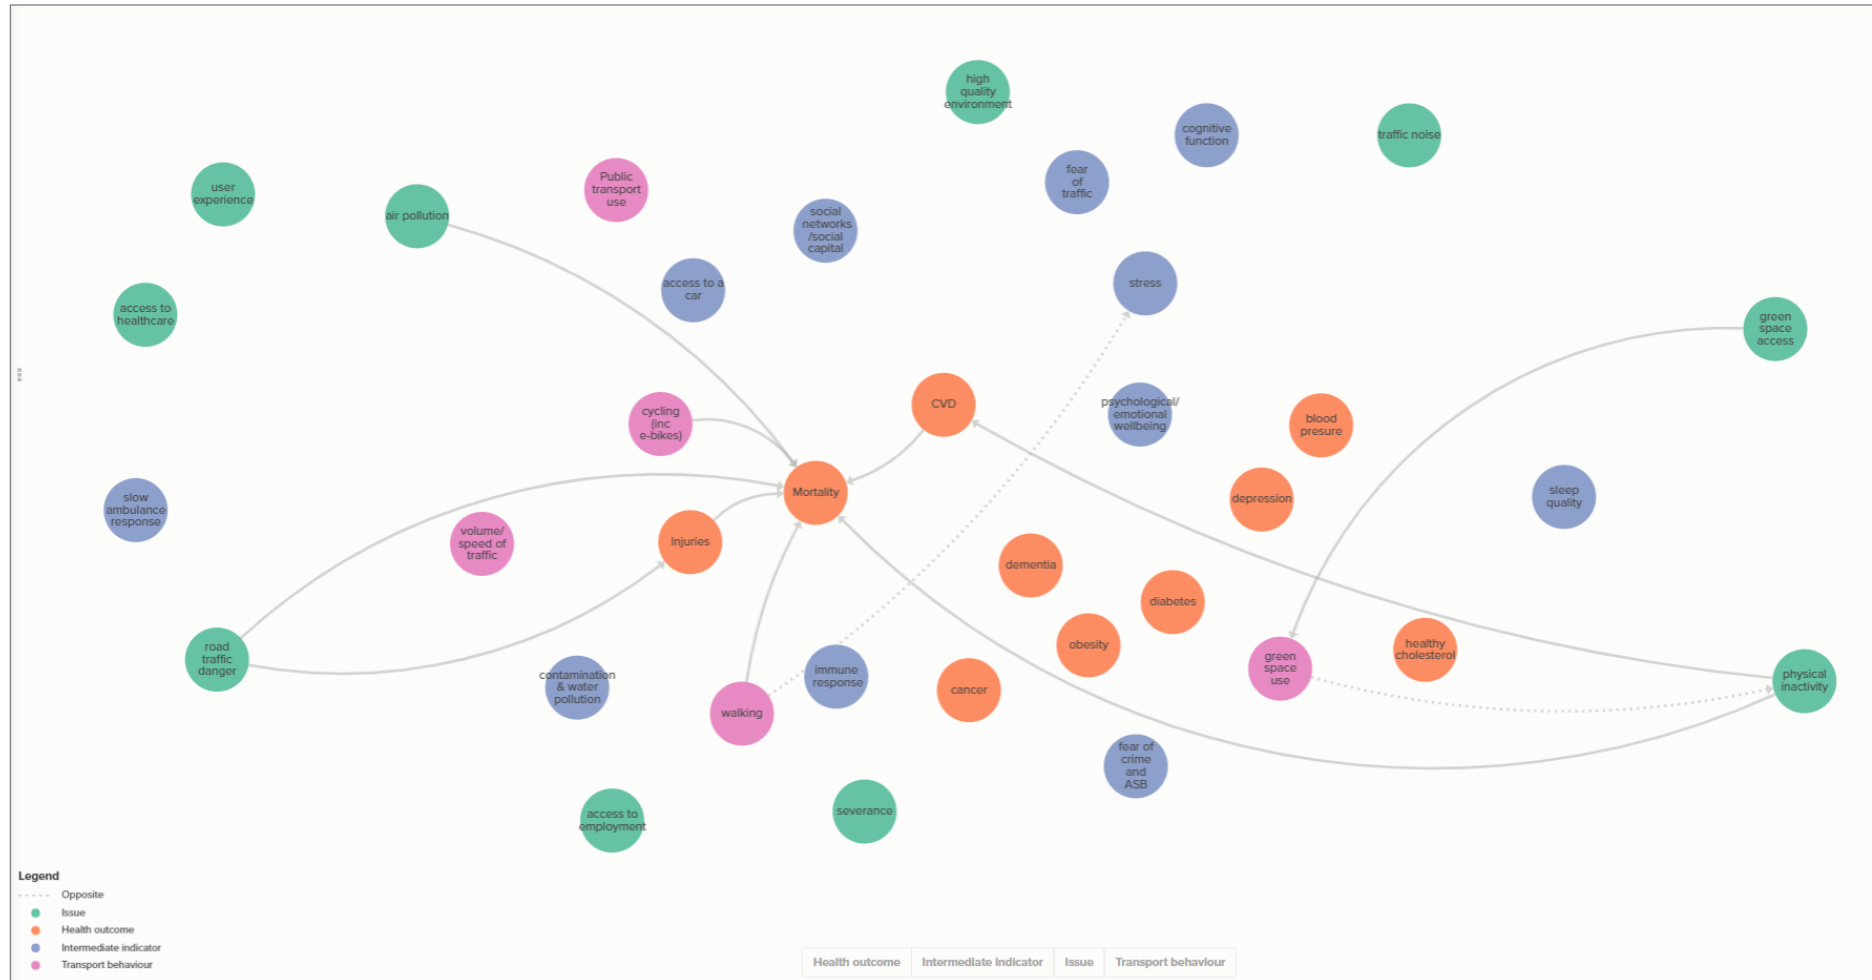 high
quality
environment
cognitive
function
traffic noise
fear
of
traffic
user
experience
air pollution
Public
transport
use
social
networks
/social
capital
access to a
car
stress
access to
healthcare
green
space
access
cycling
(inc
e-bikes)
CVD
psychological/
emotional
wellbeing
blood
presure
Mortality
depression
sleep
quality
slow
ambulance
response
volume/
speed of
traffic
Injuries
dementia
diabetes
obesity
healthy
cholesterol
road
traffic
danger
contamination
& water
pollution
walking
immune
response
cancer
green
space
use
physical
inactivity
fear of
crime
and
ASB
access to
employment
severance
Legend
Opposite
Issue
Health outcome
Intermediate indicator
Transport behaviour
Health outcome Intermediate indicator Issue Transport behaviour